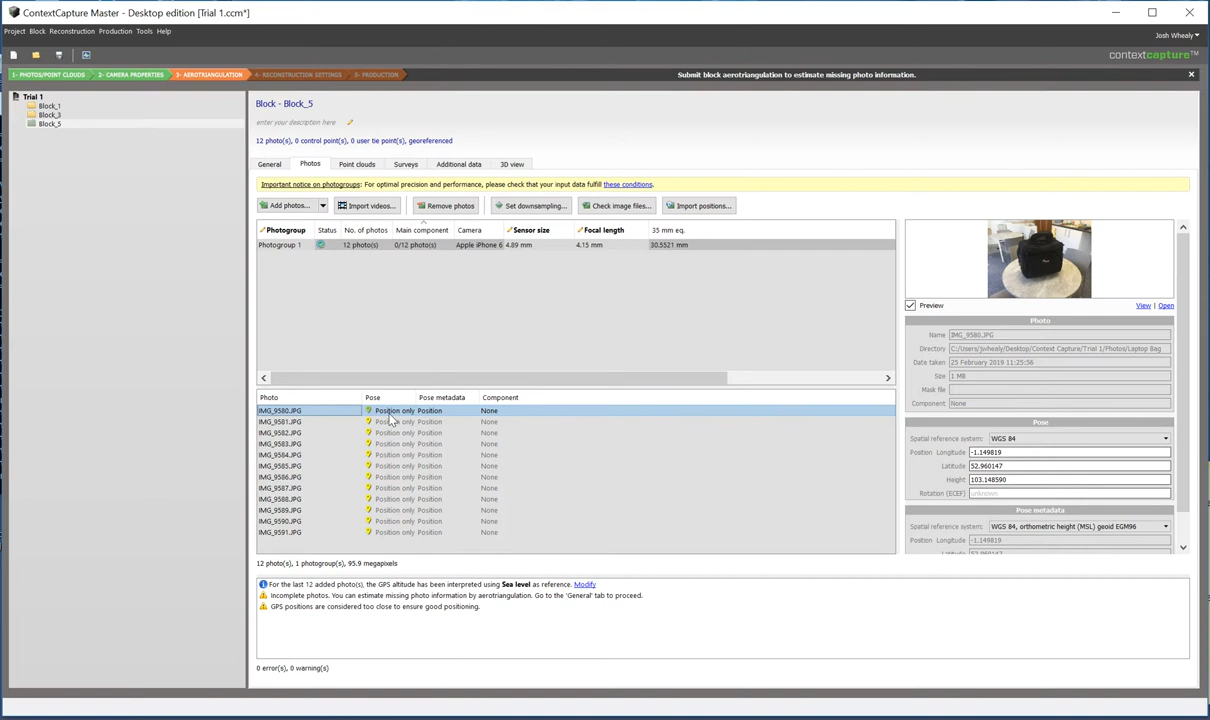 ContextCapture Master - Desktop edition [Trial 1.ccm*]
Project Block Reconstruction Production Tools Help
Josh Whealy
contextcapture™
1- PHOTOS/POINT CLOUDS 2- CAMERA PROPERTIES 3- AEROTRIANGULATION 4- RECONSTRUCTION SETTINGS 5- PRODUCTION
Submit block aerotriangulation to estimate missing photo information.
Trial 1
Block_1
Block_3
Block_5
Block - Block_5
enter your description here
12 photo(s), 0 control point(s), 0 user tie point(s), georeferenced
General Photos Point clouds Surveys Additional data 3D view
Important notice on photogroups: For optimal precision and performance, please check that your input data fulfill these conditions.
Add photos... Import videos... Remove photos Set downsampling... Check image files... Import positions...
Photogroup Status No. of photos Main component Camera Sensor size Focal length 35 mm eq.
Photogroup 1 12 photo(s) 0/12 photo(s) Apple iPhone 6 4.89 mm 4.15 mm 30.5521 mm
Preview View | Open
Photo
Name IMG_9580.JPG
Directory C:/Users/jwhealy/Desktop/Context Capture/Trial 1/Photos/Laptop Bag
Date taken 25 February 2019 11:25:56
Size 1 MB
Mask file
Component None
Pose
Spatial reference system: WGS 84
Position Longitude -1.149819
Latitude 52.960147
Height 103.148590
Rotation (ECEF) unknown
Pose metadata
Spatial reference system: WGS 84, orthometric height (MSL) geoid EGM96
Position Longitude -1.149819
Latitude 52.960147
Photo Pose Pose metadata Component
IMG_9580.JPG Position only Position None
IMG_9581.JPG Position only Position None
IMG_9582.JPG Position only Position None
IMG_9583.JPG Position only Position None
IMG_9584.JPG Position only Position None
IMG_9585.JPG Position only Position None
IMG_9586.JPG Position only Position None
IMG_9587.JPG Position only Position None
IMG_9588.JPG Position only Position None
IMG_9589.JPG Position only Position None
IMG_9590.JPG Position only Position None
IMG_9591.JPG Position only Position None
12 photo(s), 1 photogroup(s), 95.9 megapixels
For the last 12 added photo(s), the GPS altitude has been interpreted using Sea level as reference. Modify
Incomplete photos. You can estimate missing photo information by aerotriangulation. Go to the 'General' tab to proceed.
GPS positions are considered too close to ensure good positioning.
0 error(s), 0 warning(s)